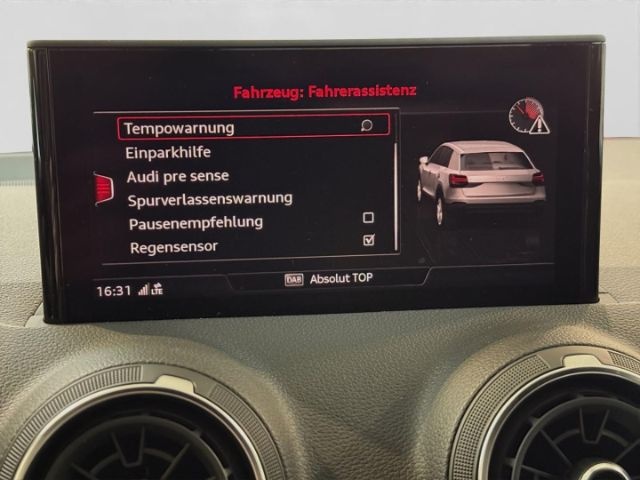 Fahrzeug: Fahrerassistenz
Tempowarnung
Einparkhilfe
Audi pre sense
Spurverlassenswarnung
Pausenempfehlung
Regensensor
16:31 LTE DAB Absolut TOP